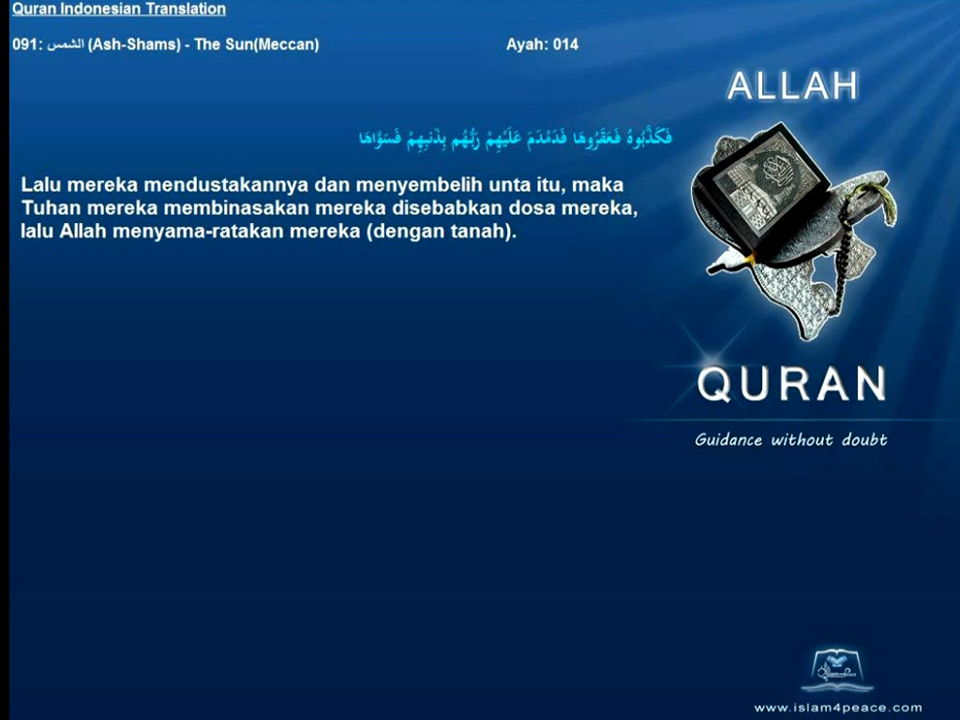 Quran Indonesian Translation
091: الشمس (Ash-Shams) - The Sun(Meccan) Ayah: 014
ALLAH
فَكَذَّبُوهُ فَعَقَرُوهَا فَدَمْدَمَ عَلَيْهِمْ رَبُّهُم بِذَنبِهِمْ فَسَوَّاهَا
Lalu mereka mendustakannya dan menyembelih unta itu, maka
Tuhan mereka membinasakan mereka disebabkan dosa mereka,
lalu Allah menyama-ratakan mereka (dengan tanah).
QURAN
Guidance without doubt
www.islam4peace.com